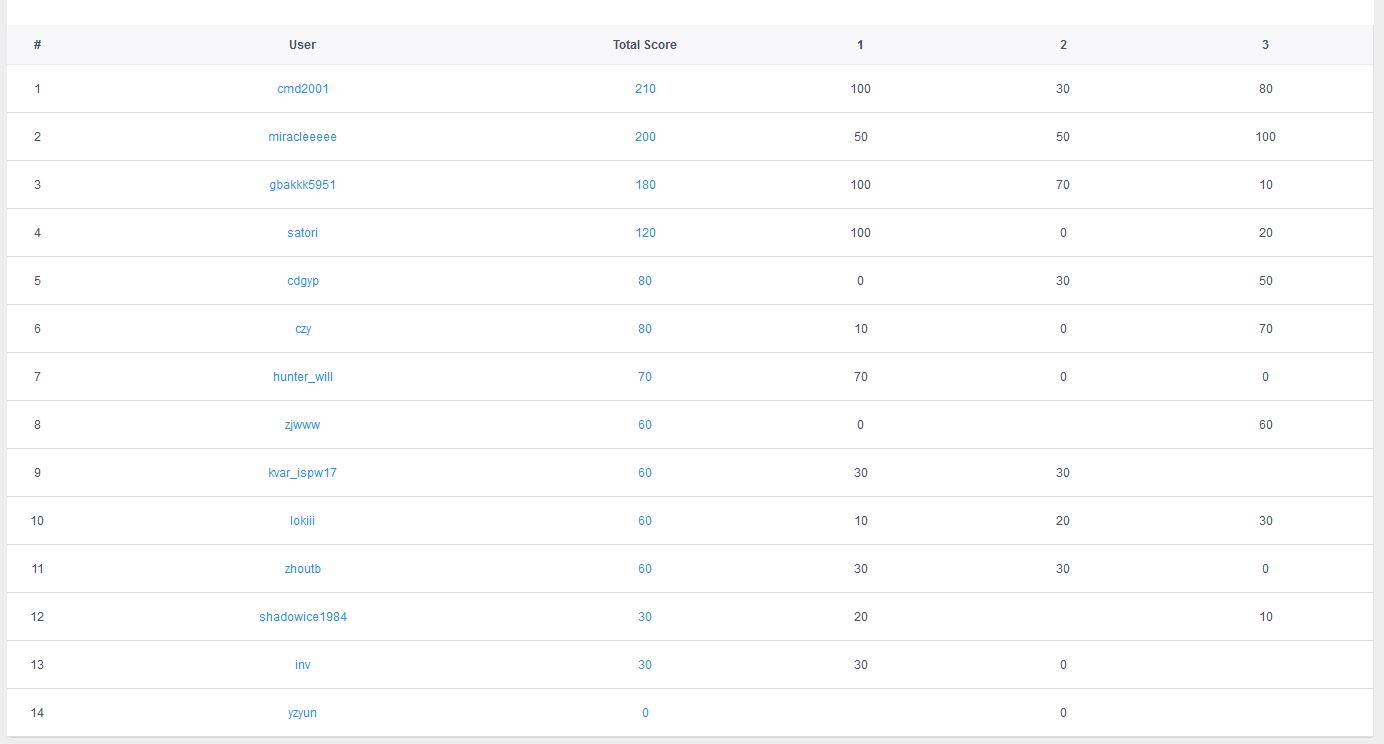 # User Total Score 1 2 3
1 cmd2001 210 100 30 80
2 miracleeeee 200 50 50 100
3 gbakkk5951 180 100 70 10
4 satori 120 100 0 20
5 cdgyp 80 0 30 50
6 czy 80 10 0 70
7 hunter_will 70 70 0 0
8 zjwww 60 0 60
9 kvar_ispw17 60 30 30
10 lokiii 60 10 20 30
11 zhoutb 60 30 30 0
12 shadowice1984 30 20 10
13 inv 30 30 0
14 yzyun 0 0